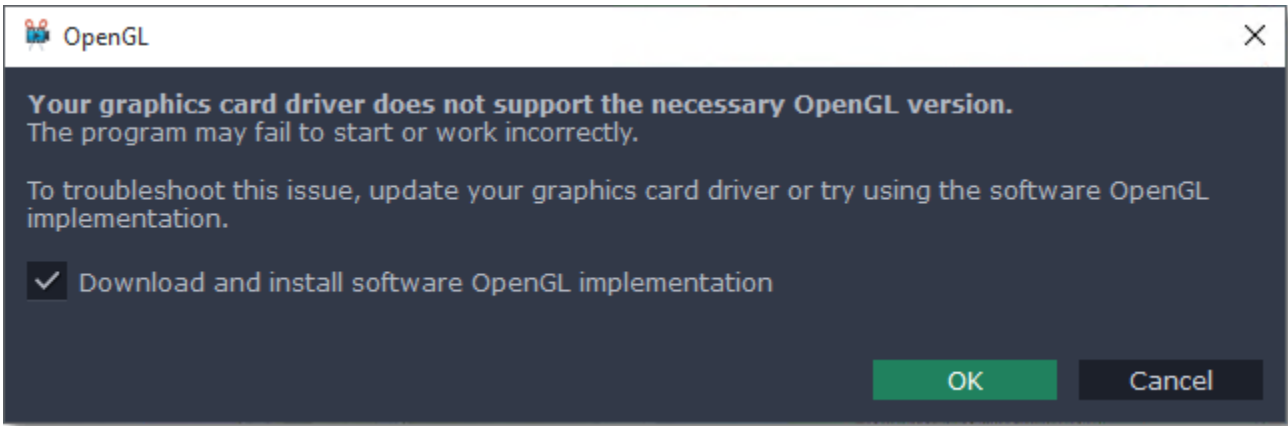 OpenGL
Your graphics card driver does not support the necessary OpenGL version.
The program may fail to start or work incorrectly.
To troubleshoot this issue, update your graphics card driver or try using the software OpenGL
implementation.
Download and install software OpenGL implementation
OK Cancel